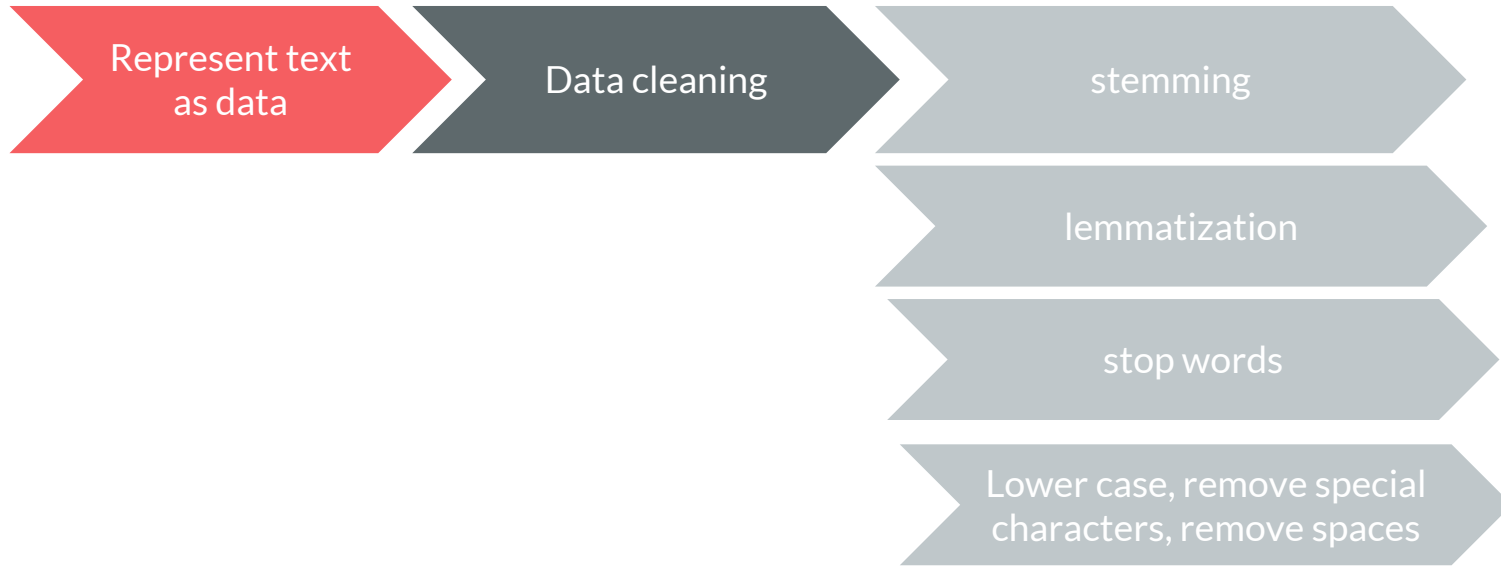 Represent text
as data
Data cleaning
stemming
lemmatization
stop words
Lower case, remove special
characters, remove spaces